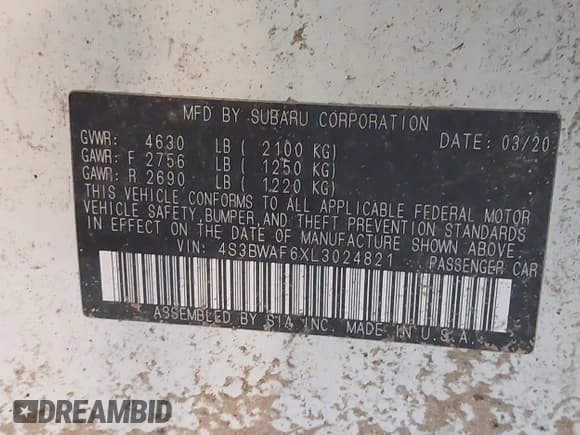 MFD BY SUBARU CORPORATION
GVWR: 4630 LB ( 2100 KG) DATE: 03/20
GAWR: F 2756 LB ( 1250 KG)
GAWR: R 2690 LB ( 1220 KG)
THIS VEHICLE CONFORMS TO ALL APPLICABLE FEDERAL MOTOR
VEHICLE SAFETY, BUMPER, AND THEFT PREVENTION STANDARDS
IN EFFECT ON THE DATE OF MANUFACTURE SHOWN ABOVE.
VIN: 4S3BWAF6XL3024821 PASSENGER CAR
ASSEMBLED BY SIA INC. MADE IN U.S.A.
DREAMBID